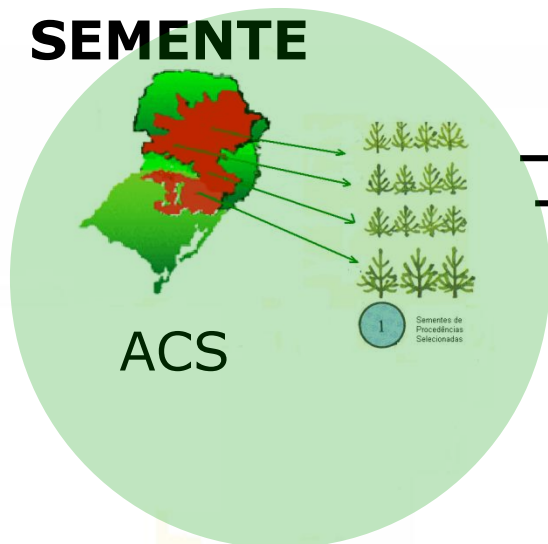 SEMENTE
1
Sementes de
Procedências
Selecionadas
ACS